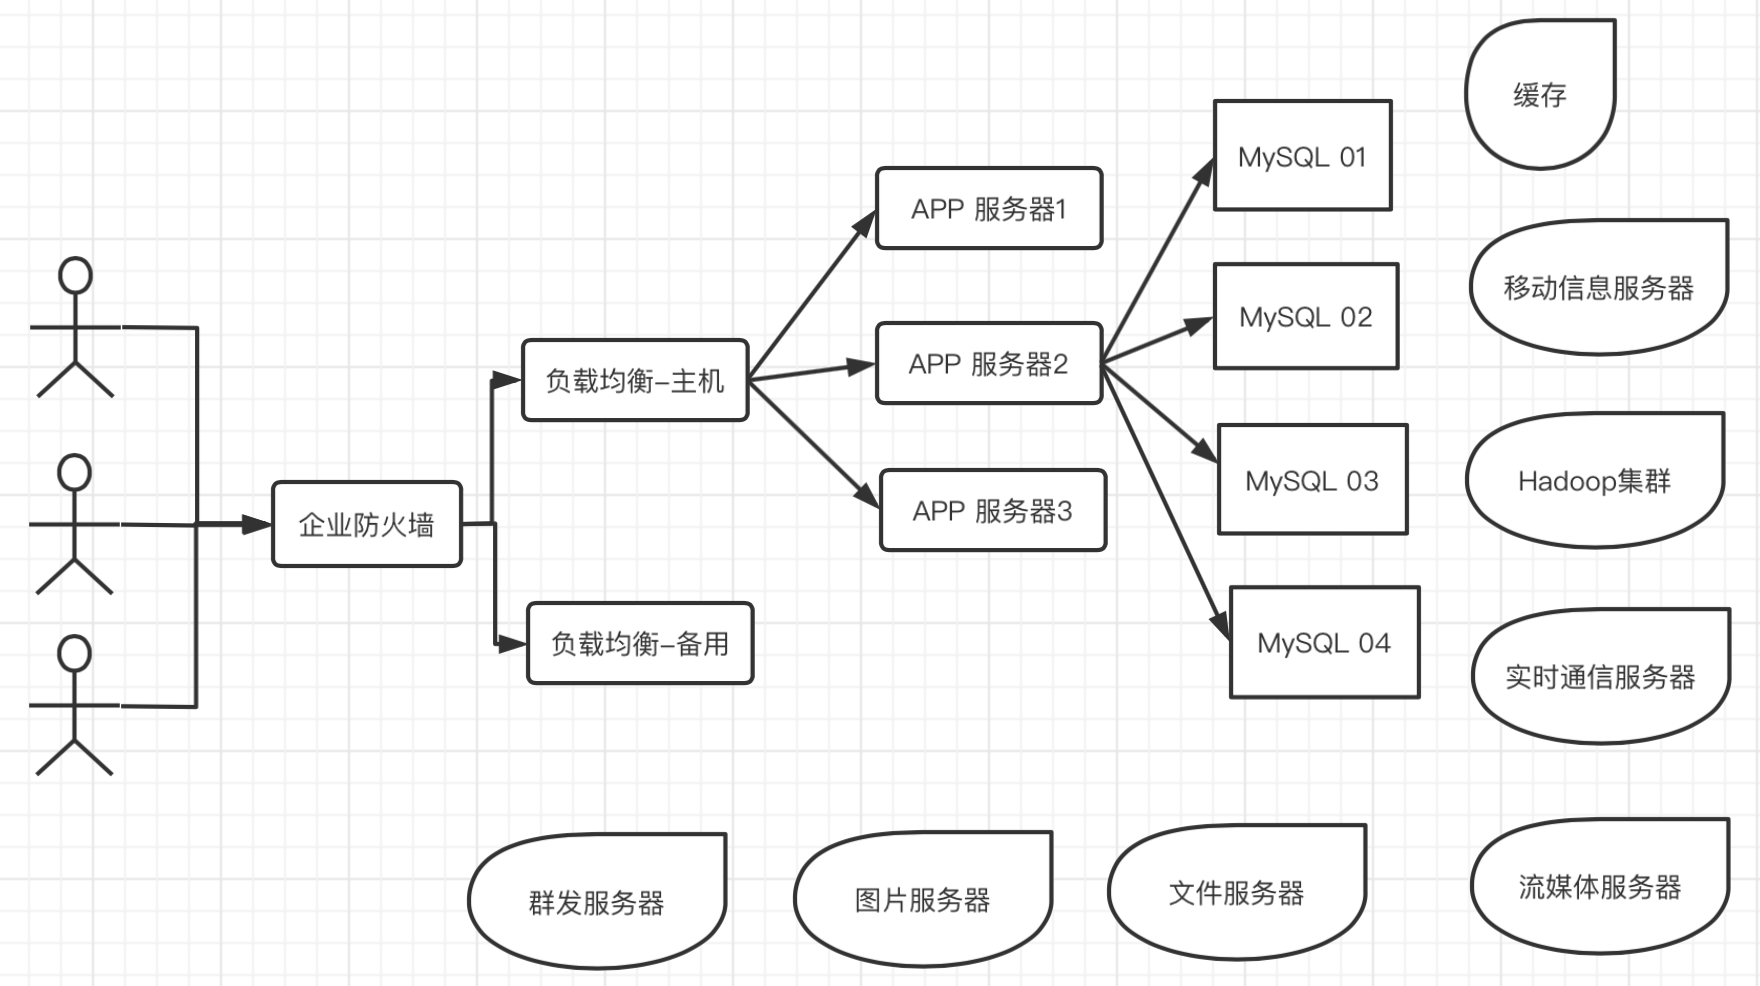 缓存
MySQL 01
APP 服务器1
移动信息服务器
MySQL 02
APP 服务器2
负载均衡-主机
Hadoop集群
MySQL 03
APP 服务器3
企业防火墙
负载均衡-备用
MySQL 04
实时通信服务器
群发服务器
图片服务器
文件服务器
流媒体服务器